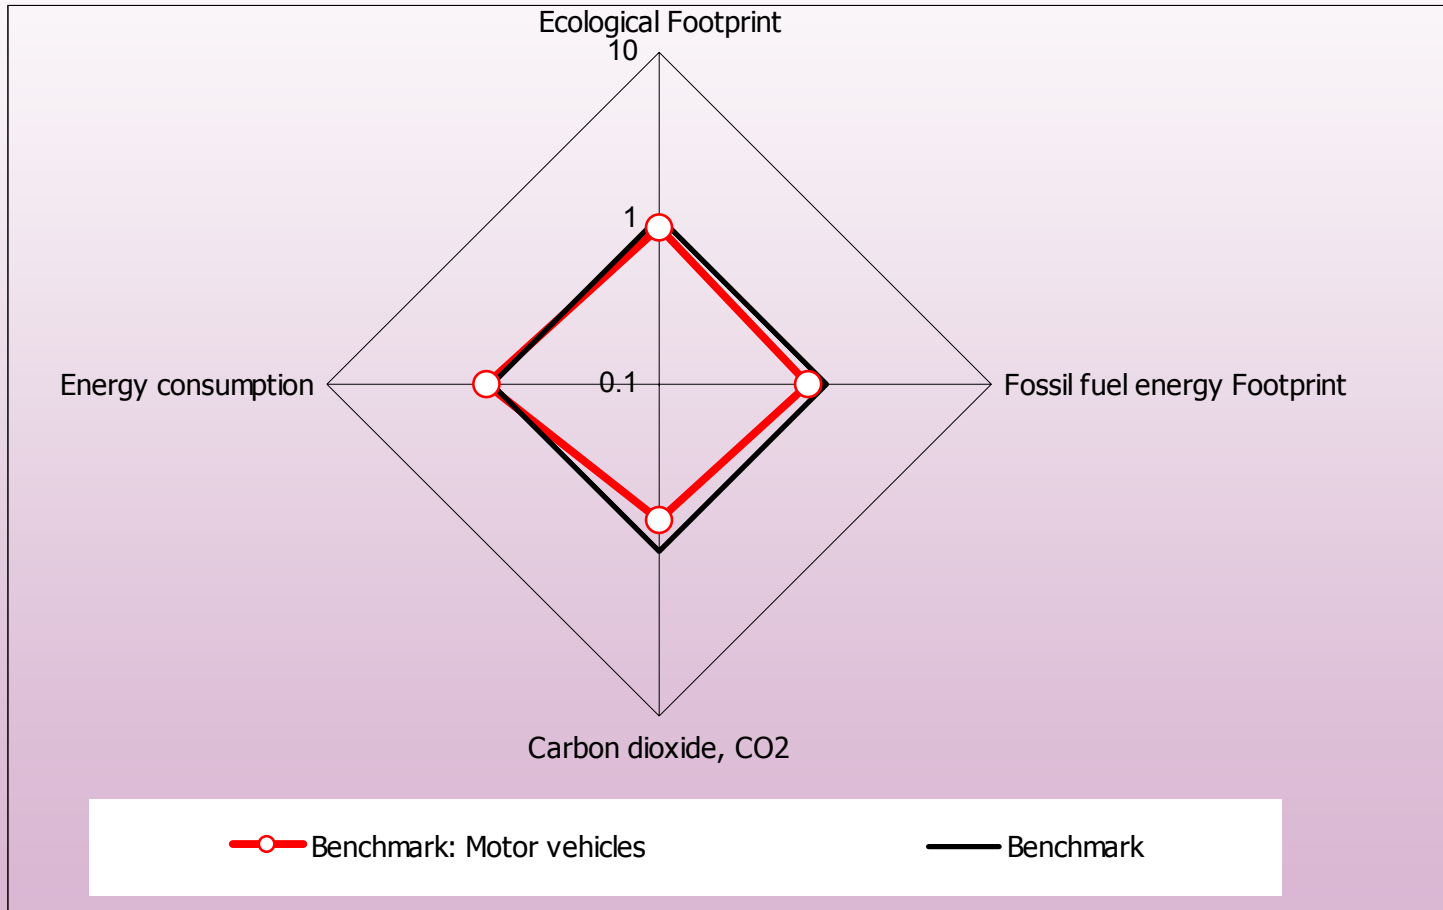 Ecological Footprint
10
1
0.1
Energy consumption
Fossil fuel energy Footprint
Carbon dioxide, CO2
Benchmark: Motor vehicles
Benchmark